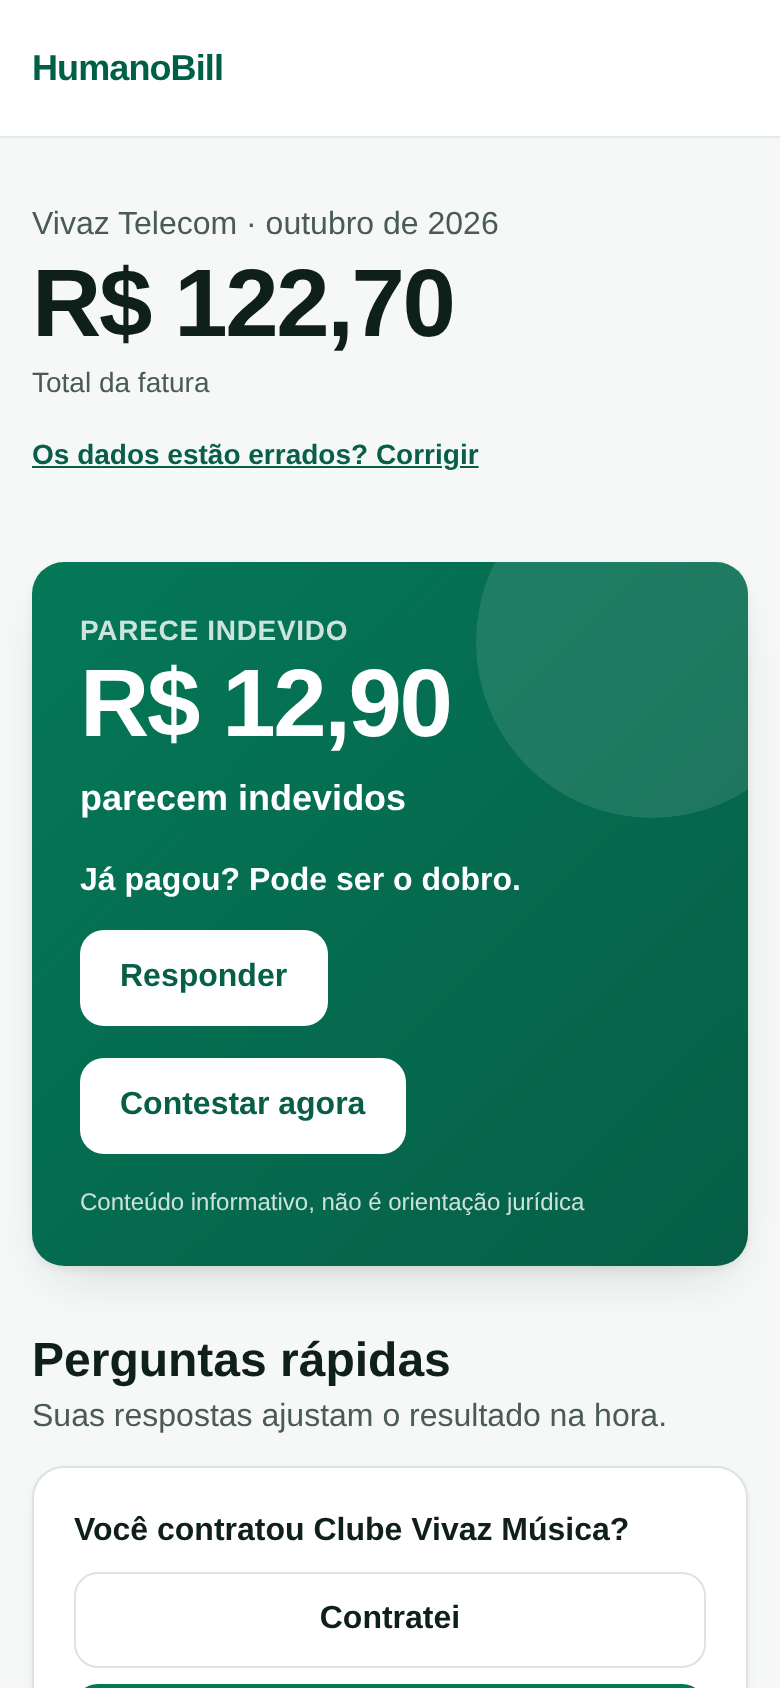 HumanoBill
Vivaz Telecom · outubro de 2026
R$ 122,70
Total da fatura
Os dados estão errados? Corrigir
PARECE INDEVIDO
R$ 12,90
parecem indevidos
Já pagou? Pode ser o dobro.
Responder
Contestar agora
Conteúdo informativo, não é orientação jurídica
Perguntas rápidas
Suas respostas ajustam o resultado na hora.
Você contratou Clube Vivaz Música?
Contratei